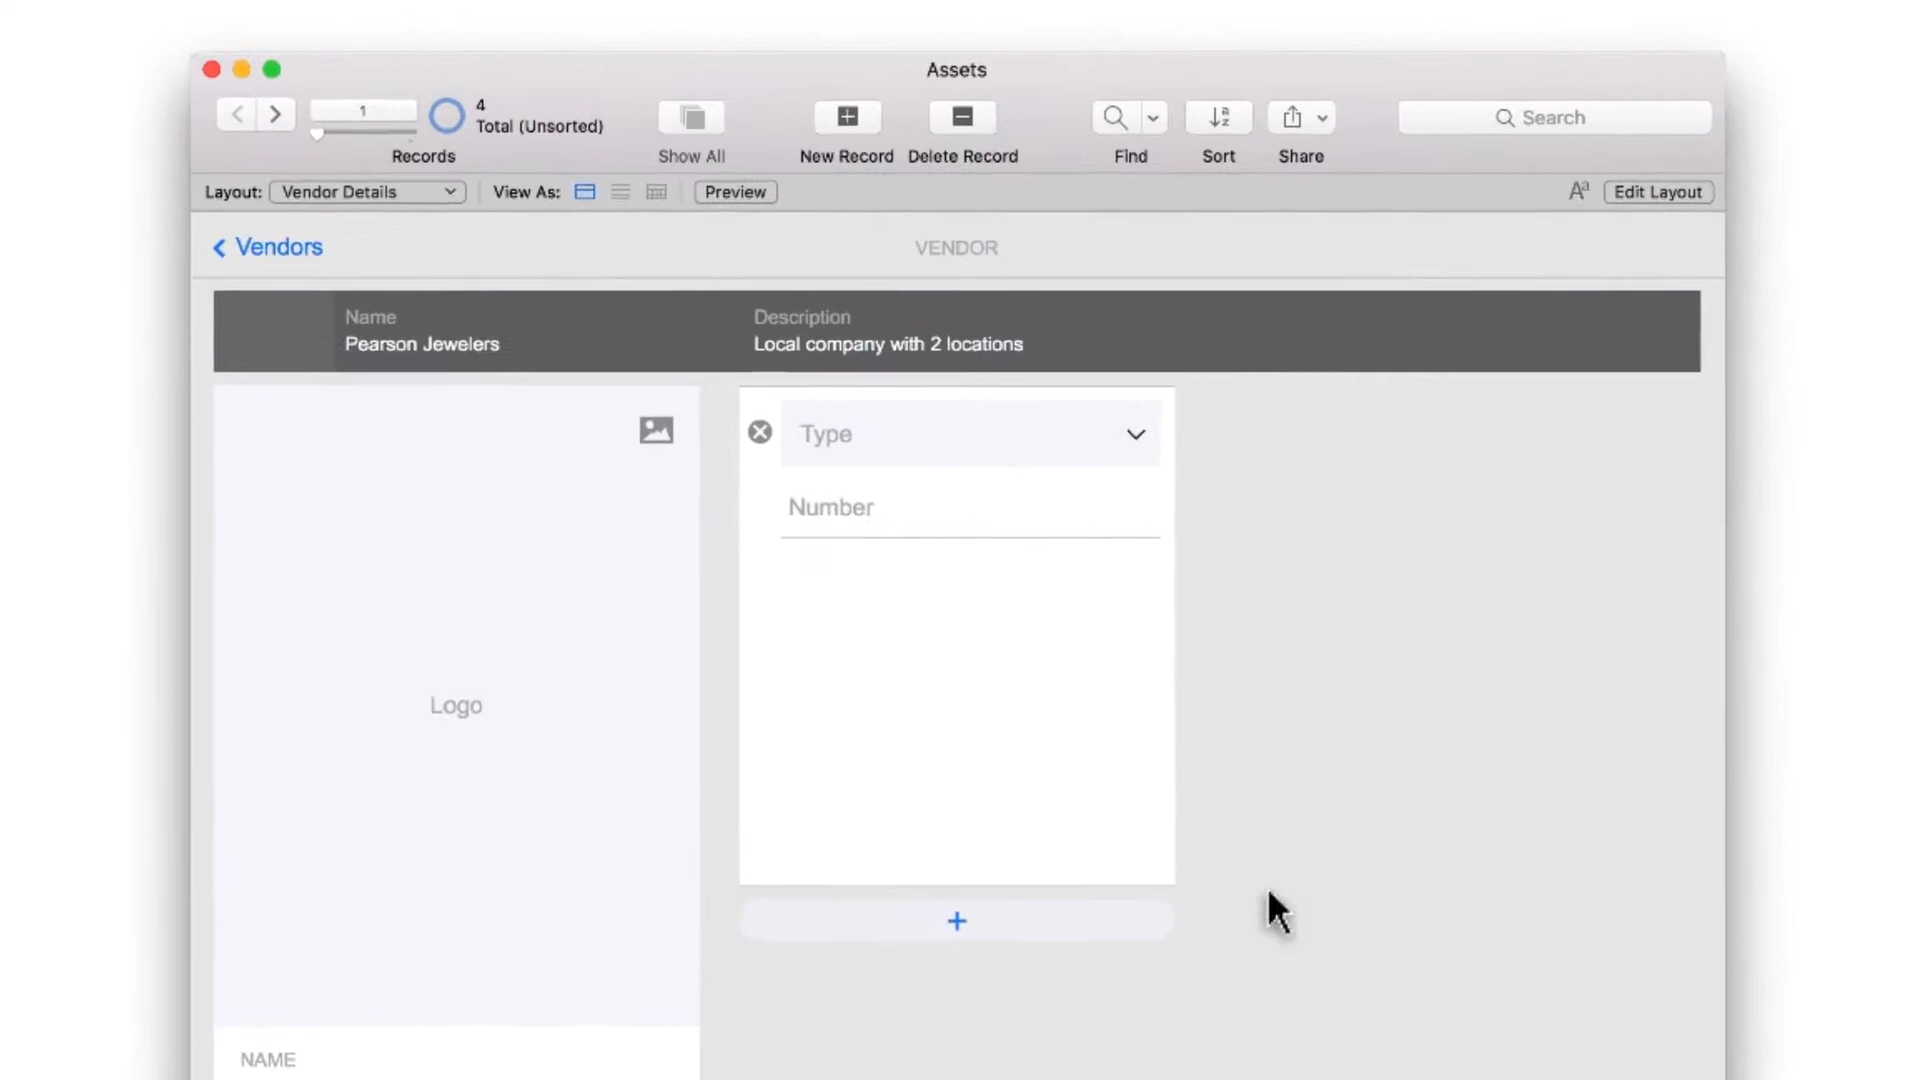 Assets
1
4
Total (Unsorted)
Records
Show All
New Record
Delete Record
Find
Sort
Share
Search
Layout: Vendor Details
View As:
Preview
Aa
Edit Layout
Vendors
VENDOR
Name
Pearson Jewelers
Description
Local company with 2 locations
Type
Number
Logo
NAME